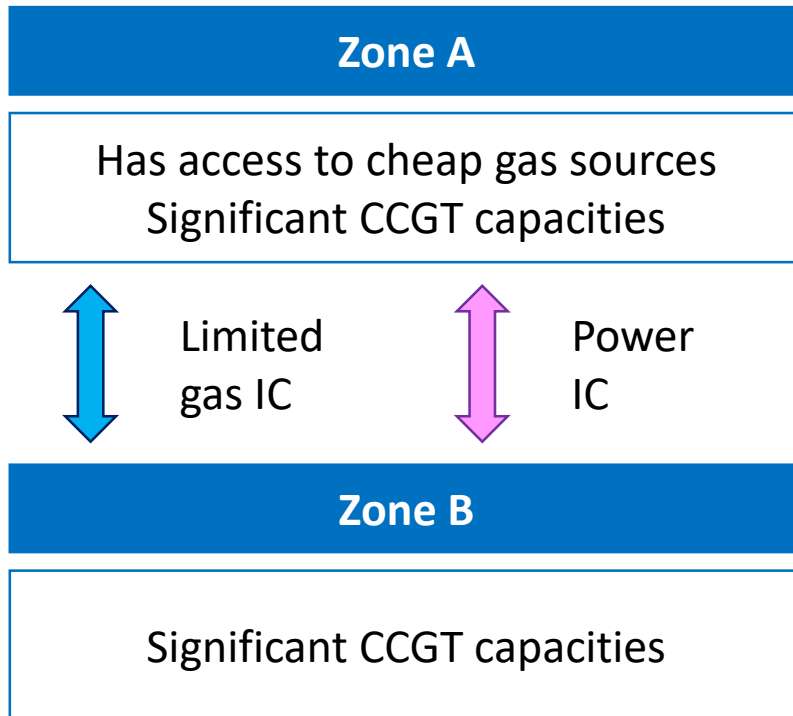 Zone A
Has access to cheap gas sources
Significant CCGT capacities
Limited
gas IC
Power
IC
Zone B
Significant CCGT capacities